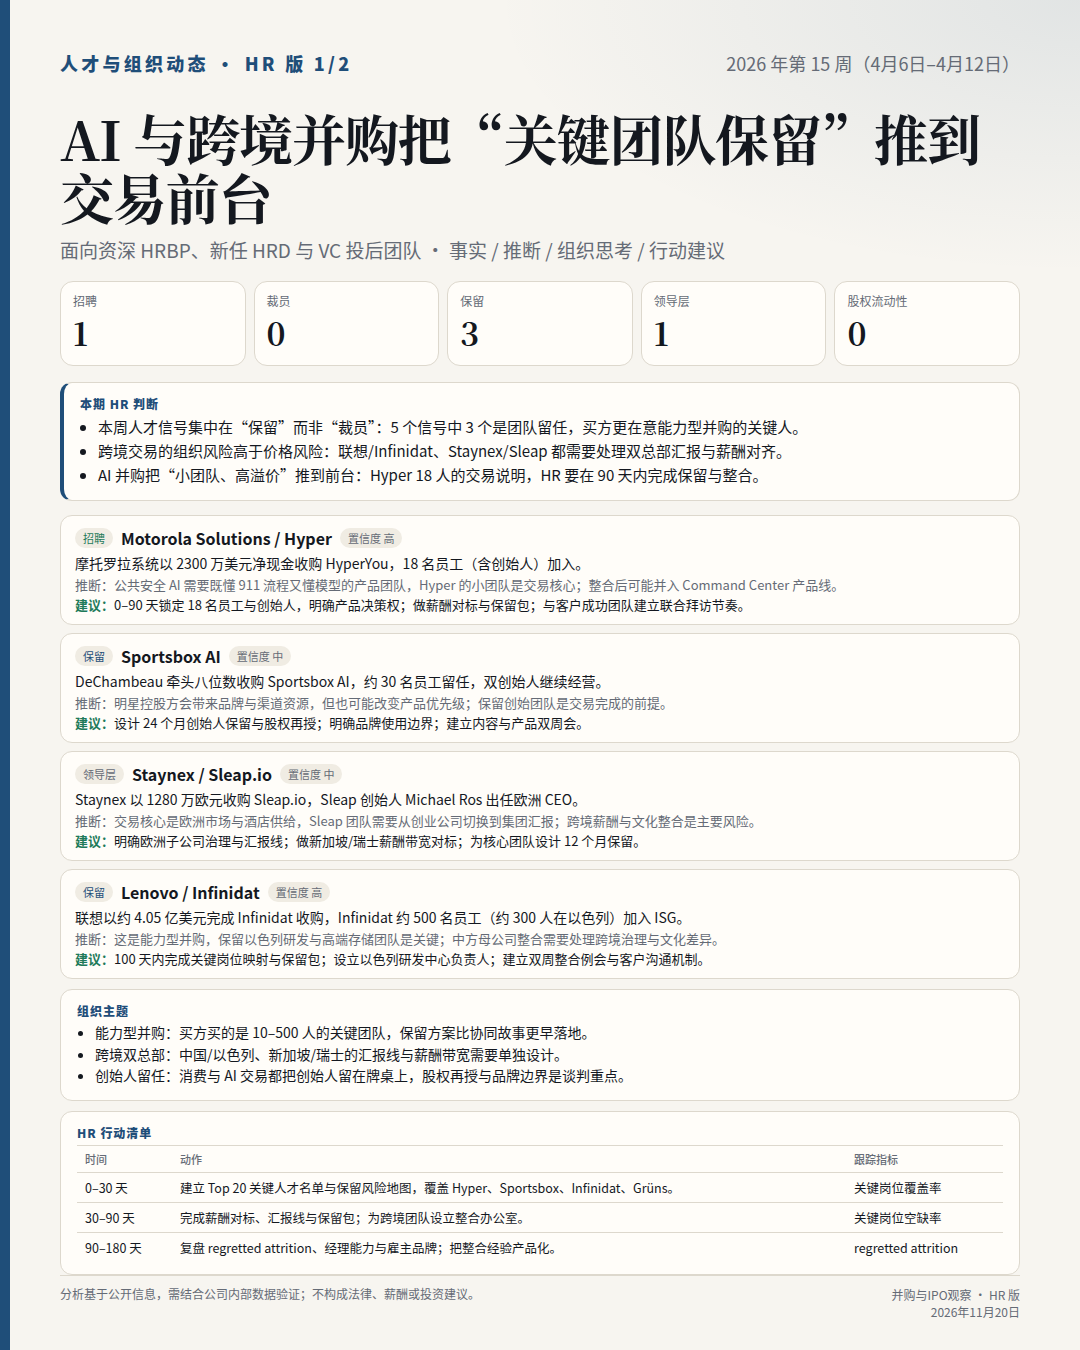 人才与组织动态 · HR 版 1/2
2026 年第 15 周（4月6日–4月12日）
AI 与跨境并购把“关键团队保留”推到
交易前台
面向资深 HRBP、新任 HRD 与 VC 投后团队 · 事实 / 推断 / 组织思考 / 行动建议
招聘
1
裁员
0
保留
3
领导层
1
股权流动性
0
本期 HR 判断
• 本周人才信号集中在“保留”而非“裁员”：5 个信号中 3 个是团队留任，买方更在意能力型并购的关键人。
• 跨境交易的组织风险高于价格风险：联想/Infinidat、Staynex/Sleap 都需要处理双总部汇报与薪酬对齐。
• AI 并购把“小团队、高溢价”推到前台：Hyper 18 人的交易说明，HR 要在 90 天内完成保留与整合。
招聘 Motorola Solutions / Hyper 置信度 高
摩托罗拉系统以 2300 万美元净现金收购 HyperYou，18 名员工（含创始人）加入。
推断：公共安全 AI 需要既懂 911 流程又懂模型的产品团队，Hyper 的小团队是交易核心；整合后可能并入 Command Center 产品线。
建议：0–90 天锁定 18 名员工与创始人，明确产品决策权；做薪酬对标与保留包；与客户成功团队建立联合拜访节奏。
保留 Sportsbox AI 置信度 中
DeChambeau 牵头八位数收购 Sportsbox AI，约 30 名员工留任，双创始人继续经营。
推断：明星控股方会带来品牌与渠道资源，但也可能改变产品优先级；保留创始团队是交易完成的前提。
建议：设计 24 个月创始人保留与股权再授；明确品牌使用边界；建立内容与产品双周会。
领导层 Staynex / Sleap.io 置信度 中
Staynex 以 1280 万欧元收购 Sleap.io，Sleap 创始人 Michael Ros 出任欧洲 CEO。
推断：交易核心是欧洲市场与酒店供给，Sleap 团队需要从创业公司切换到集团汇报；跨境薪酬与文化整合是主要风险。
建议：明确欧洲子公司治理与汇报线；做新加坡/瑞士薪酬带宽对标；为核心团队设计 12 个月保留。
保留 Lenovo / Infinidat 置信度 高
联想以约 4.05 亿美元完成 Infinidat 收购，Infinidat 约 500 名员工（约 300 人在以色列）加入 ISG。
推断：这是能力型并购，保留以色列研发与高端存储团队是关键；中方母公司整合需要处理跨境治理与文化差异。
建议：100 天内完成关键岗位映射与保留包；设立以色列研发中心负责人；建立双周整合例会与客户沟通机制。
组织主题
• 能力型并购：买方买的是 10–500 人的关键团队，保留方案比协同故事更早落地。
• 跨境双总部：中国/以色列、新加坡/瑞士的汇报线与薪酬带宽需要单独设计。
• 创始人留任：消费与 AI 交易都把创始人留在牌桌上，股权再授与品牌边界是谈判重点。
HR 行动清单
时间 动作 跟踪指标
0–30 天 建立 Top 20 关键人才名单与保留风险地图，覆盖 Hyper、Sportsbox、Infinidat、Grüns。 关键岗位覆盖率
30–90 天 完成薪酬对标、汇报线与保留包；为跨境团队设立整合办公室。 关键岗位空缺率
90–180 天 复盘 regretted attrition、经理能力与雇主品牌；把整合经验产品化。 regretted attrition
分析基于公开信息，需结合公司内部数据验证；不构成法律、薪酬或投资建议。
并购与IPO观察 · HR 版
2026年11月20日